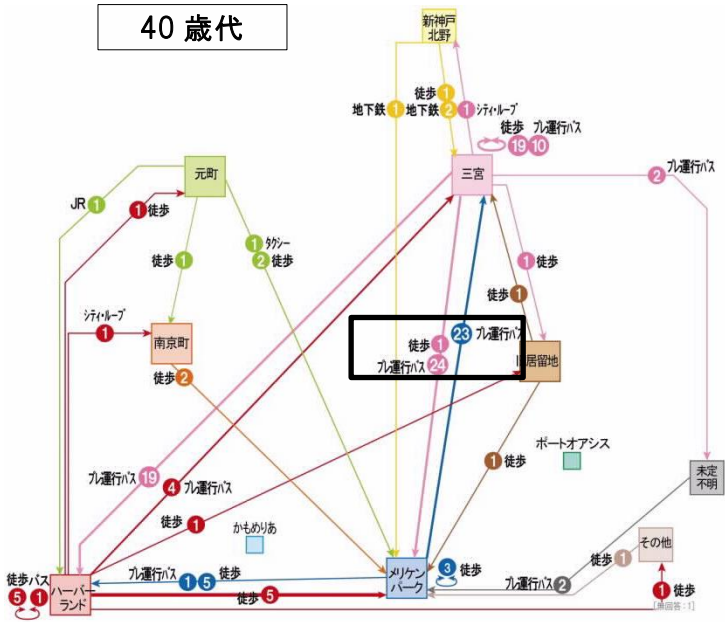 40 歳代
新神戸
北野
地下鉄 1
徒歩 1
地下鉄 2
1 シティ・ループ
徒歩 プレ運行バス
19 10
三宮
2 プレ運行バス
元町
JR 1
1 徒歩
1 タクシー
2 徒歩
徒歩 1
1 徒歩
徒歩 1
シティ・ループ
1
南京町
徒歩 2
23 プレ運行バス
徒歩 1
プレ運行バス 24
居留地
ポートオアシス
1 徒歩
未定
不明
プレ運行バス 19
4 プレ運行バス
徒歩 1
かもめりあ
その他
徒歩 1
徒歩 バス
5 1
ハーバー
ランド
プレ運行バス 徒歩
1 5
徒歩 5
メリケン
パーク
3 徒歩
プレ運行バス 2
1 徒歩
[無回答:1]